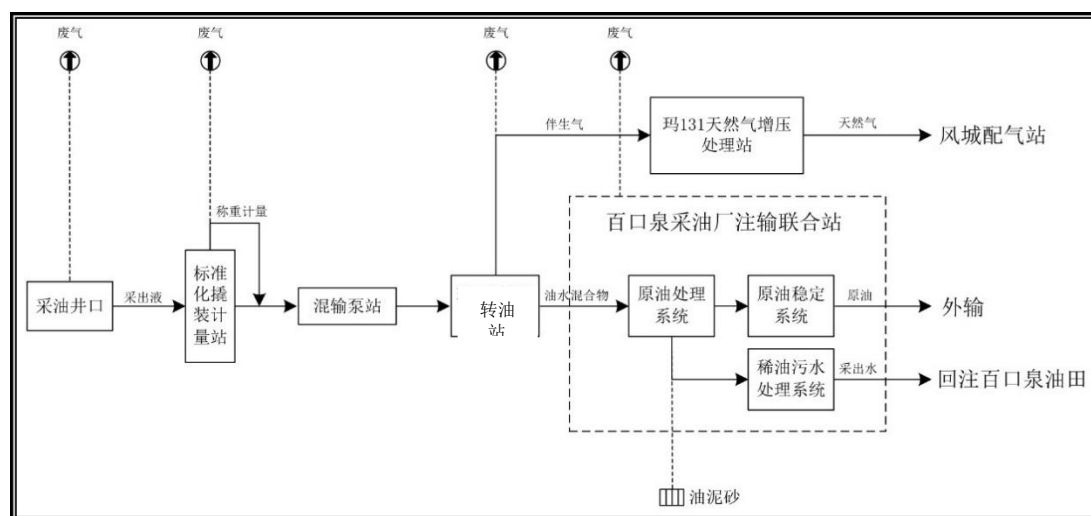 废气
废气
废气
废气
伴生气
玛131天然气增压
处理站
天然气
风城配气站
称重计量
百口泉采油厂注输联合站
采油井口
采出液
标准
化撬
装计
量站
混输泵站
转油
站
油水混合物
原油处理
系统
原油稳定
系统
原油
外输
稀油污水
处理系统
采出水
回注百口泉油田
油泥砂